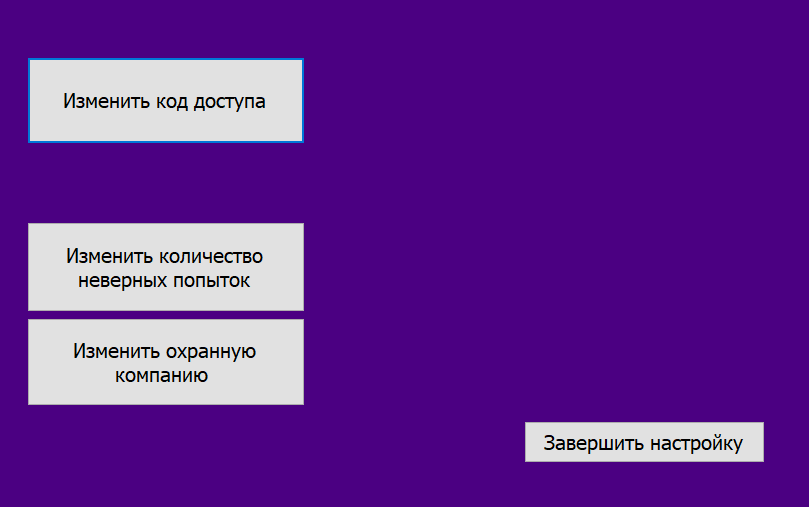 Изменить код доступа
Изменить количество
неверных попыток
Изменить охранную
компанию
Завершить настройку